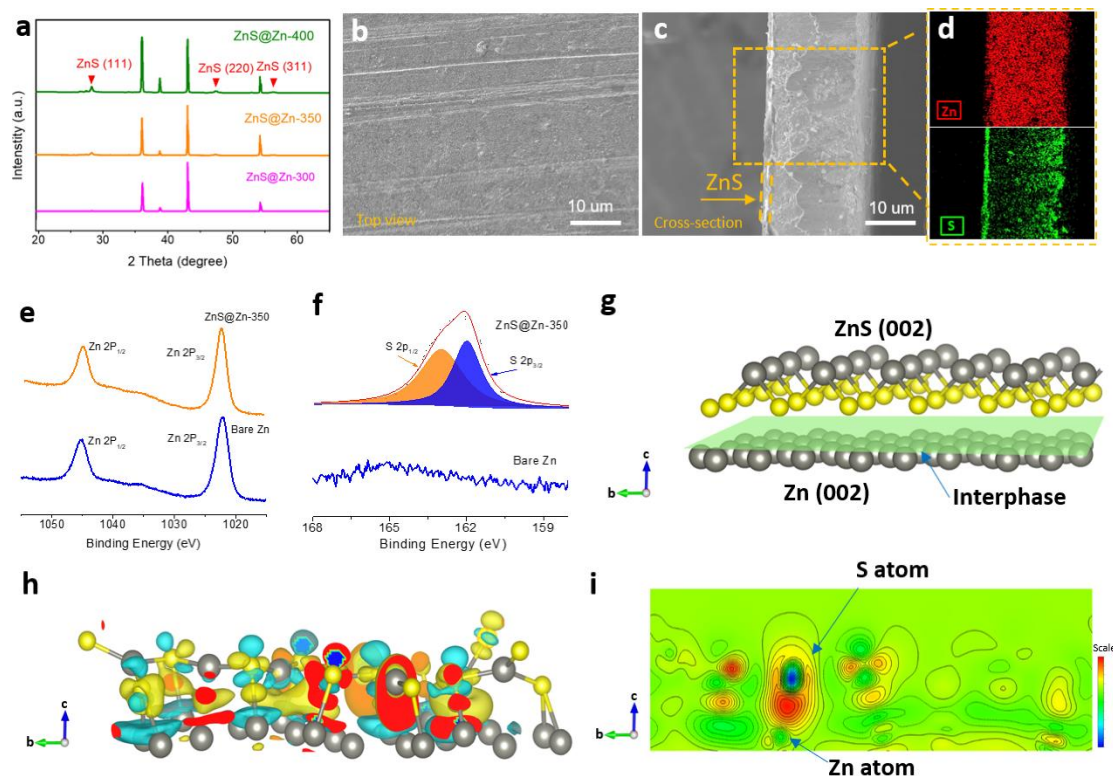 a
ZnS@Zn-400
ZnS (111)
ZnS (220)
ZnS (311)
ZnS@Zn-350
ZnS@Zn-300
Intenstity (a.u.)
20 30 40 50 60
2 Theta (degree)
b
Top view
10 um
c
ZnS
Cross-section
10 um
d
Zn
S
e
ZnS@Zn-350
Zn 2P1/2
Zn 2P3/2
Bare Zn
Zn 2P1/2
Zn 2P3/2
1050 1040 1030 1020
Binding Energy (eV)
f
ZnS@Zn-350
S 2p1/2
S 2p3/2
Bare Zn
168 165 162 159
Binding Energy (eV)
g
ZnS (002)
c
b
Zn (002)
Interphase
h
c
b
i
S atom
Scale
c
b
Zn atom